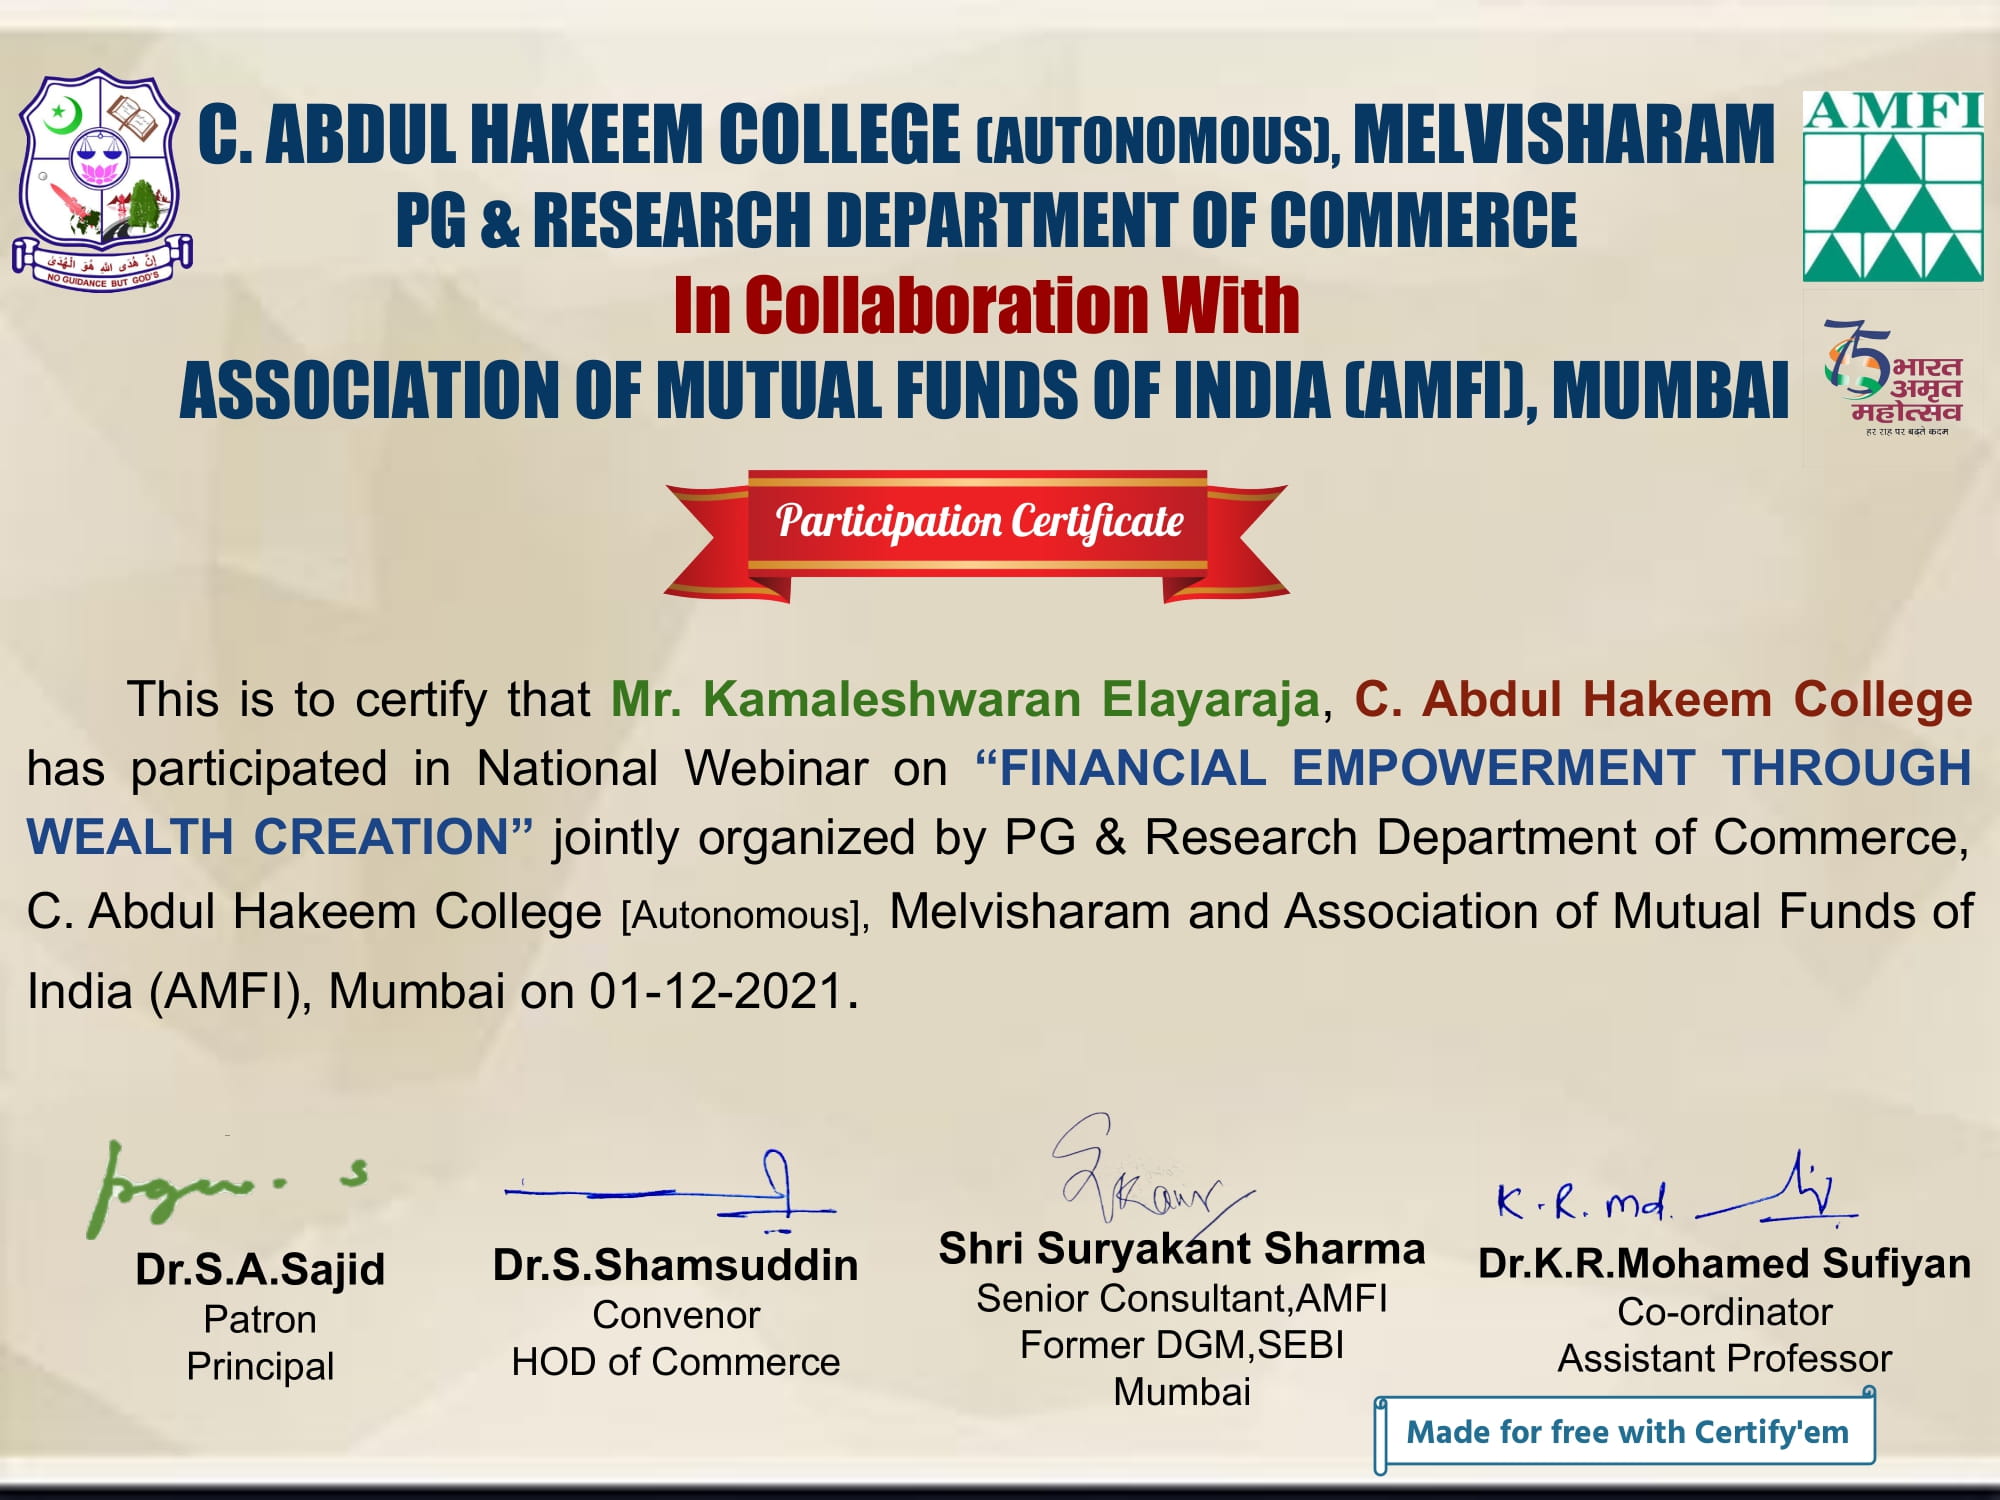 C. ABDUL HAKEEM COLLEGE (AUTONOMOUS), MELVISHARAM
PG & RESEARCH DEPARTMENT OF COMMERCE
In Collaboration With
ASSOCIATION OF MUTUAL FUNDS OF INDIA (AMFI), MUMBAI
إِنَّ هُدَى اللهِ هُوَ الْهُدَىٰ
NO GUIDANCE BUT GOD'S
AMFI
75
भारत
अमृत
महोत्सव
हर राह पर बढ़ते कदम
Participation Certificate
This is to certify that Mr. Kamaleshwaran Elayaraja, C. Abdul Hakeem College
has participated in National Webinar on “FINANCIAL EMPOWERMENT THROUGH
WEALTH CREATION” jointly organized by PG & Research Department of Commerce,
C. Abdul Hakeem College [Autonomous], Melvisharam and Association of Mutual Funds of
India (AMFI), Mumbai on 01-12-2021.
K.R. md.
Dr.S.A.Sajid
Patron
Principal
Dr.S.Shamsuddin
Convenor
HOD of Commerce
Shri Suryakant Sharma
Senior Consultant,AMFI
Former DGM,SEBI
Mumbai
Dr.K.R.Mohamed Sufiyan
Co-ordinator
Assistant Professor
Made for free with Certify'em